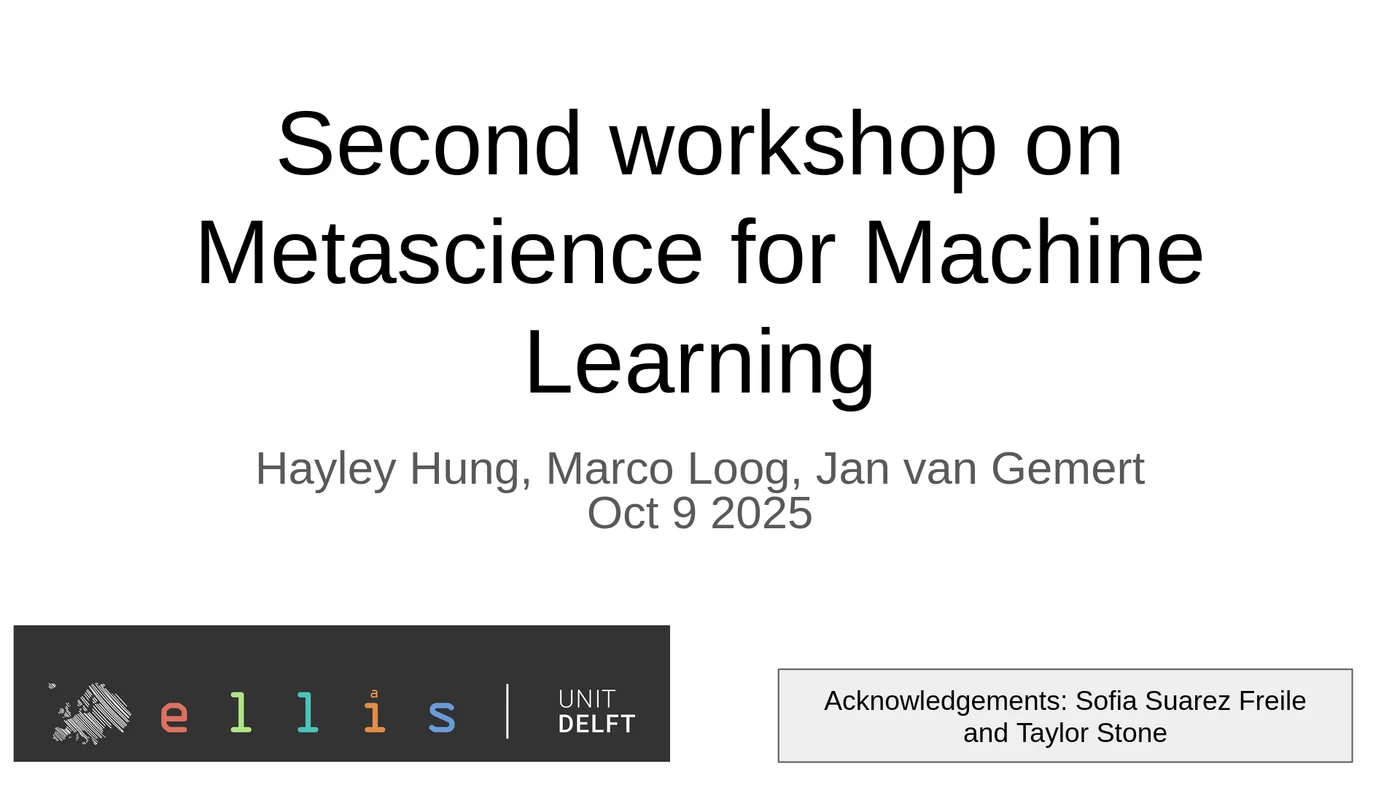 Second workshop on
Metascience for Machine
Learning
Hayley Hung, Marco Loog, Jan van Gemert
Oct 9 2025
ellis
a
UNIT
DELFT
Acknowledgements: Sofia Suarez Freile
and Taylor Stone